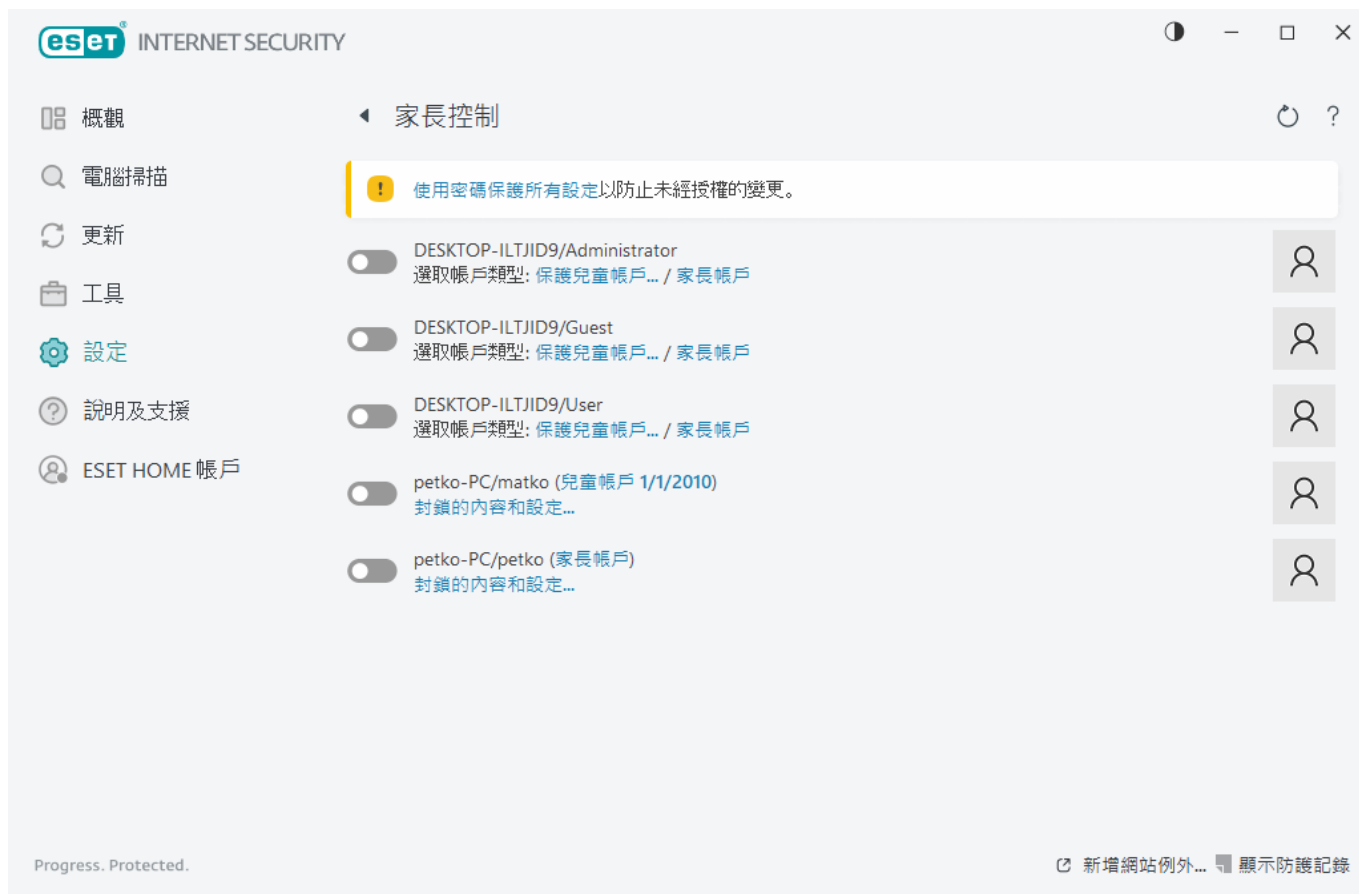 eset® INTERNET SECURITY
概觀
電腦掃描
更新
工具
設定
說明及支援
ESET HOME 帳戶
家長控制
?
! 使用密碼保護所有設定以防止未經授權的變更。
DESKTOP-ILTJID9/Administrator
選取帳戶類型: 保護兒童帳戶... / 家長帳戶
DESKTOP-ILTJID9/Guest
選取帳戶類型: 保護兒童帳戶... / 家長帳戶
DESKTOP-ILTJID9/User
選取帳戶類型: 保護兒童帳戶... / 家長帳戶
petko-PC/matko (兒童帳戶 1/1/2010)
封鎖的內容和設定...
petko-PC/petko (家長帳戶)
封鎖的內容和設定...
Progress. Protected.
新增網站例外... 顯示防護記錄